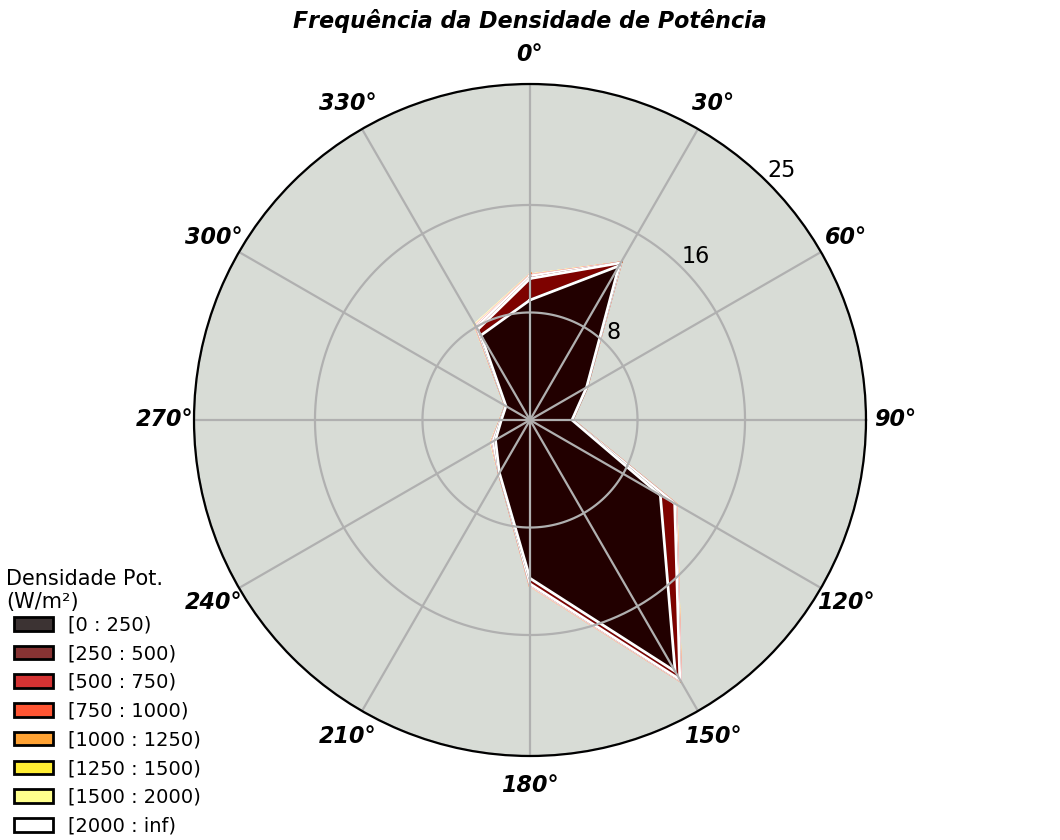 Frequência da Densidade de Potência
0°
330°
30°
25
300°
60°
16
8
270°
90°
Densidade Pot.
(W/m²)
240°
120°
[0 : 250)
[250 : 500)
[500 : 750)
[750 : 1000)
210°
150°
[1000 : 1250)
[1250 : 1500)
180°
[1500 : 2000)
[2000 : inf)